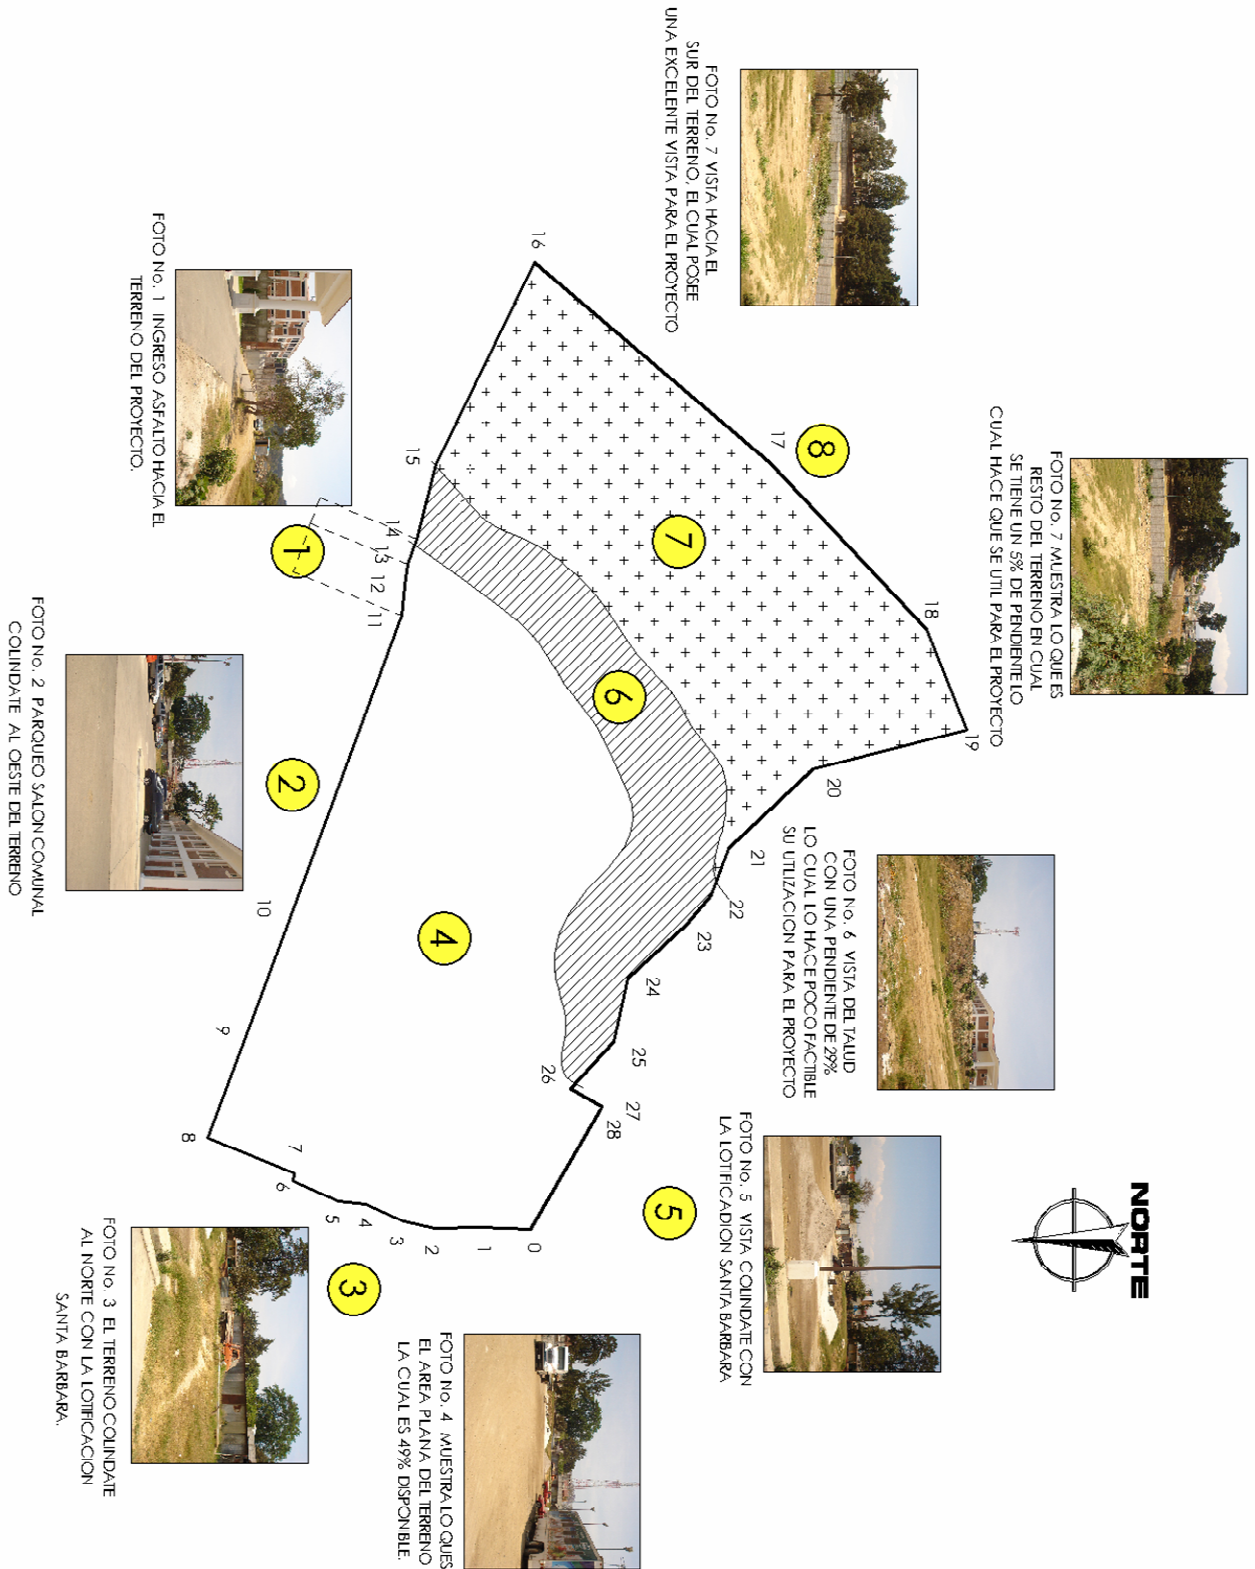 FOTO No. 7 VISTA HACIA EL
SUR DEL TERRENO, EL CUAL POSEE
UNA EXCELENTE VISTA PARA EL PROYECTO
FOTO No. 7 MUESTRA LO QUE ES
RESTO DEL TERRENO EN CUAL
SE TIENE UN 5% DE PENDIENTE LO
CUAL HACE QUE SE UTIL PARA EL PROYECTO
FOTO No. 6 VISTA DEL TALUD
CON UNA PENDIENTE DE 29%
LO CUAL LO HACE POCO FACTIBLE
SU UTLIZACION PARA EL PROYECTO
FOTO No. 5 VISTA COLINDATE CON
LA LOTIFICADION SANTA BARBARA
NORTE
FOTO No. 1 INGRESO ASFALTO HACIA EL
TERRENO DEL PROYECTO.
FOTO No. 2 PARQUEO SALON COMUNAL
COLINDATE AL OESTE DEL TERRENO
FOTO No. 3 EL TERRENO COLINDATE
AL NORTE CON LA LOTIFICACION
SANTA BARBARA.
FOTO No. 4 MUESTRA LO QUES
EL AREA PLANA DEL TERRENO
LA CUAL ES 49% DISPONIBLE.
16
17
18
19
20
21
22
23
24
25
26
27
28
0
1
2
3
4
5
6
7
8
9
10
11
12
13
14
15
8
7
6
5
4
3
2
1